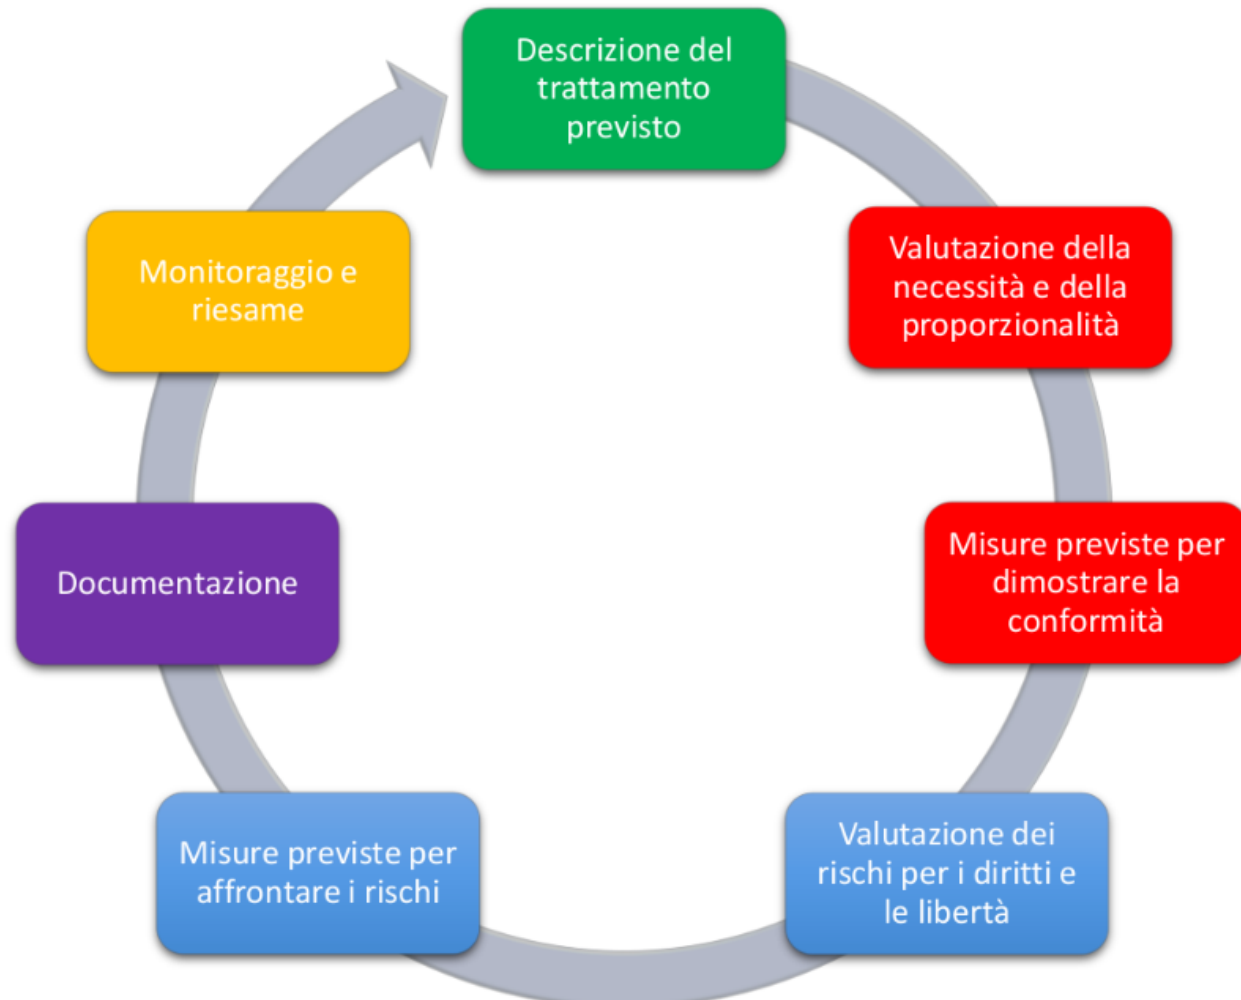 Descrizione del
trattamento
previsto
Valutazione della
necessità e della
proporzionalità
Misure previste per
dimostrare la
conformità
Valutazione dei
rischi per i diritti e
le libertà
Misure previste per
affrontare i rischi
Documentazione
Monitoraggio e
riesame